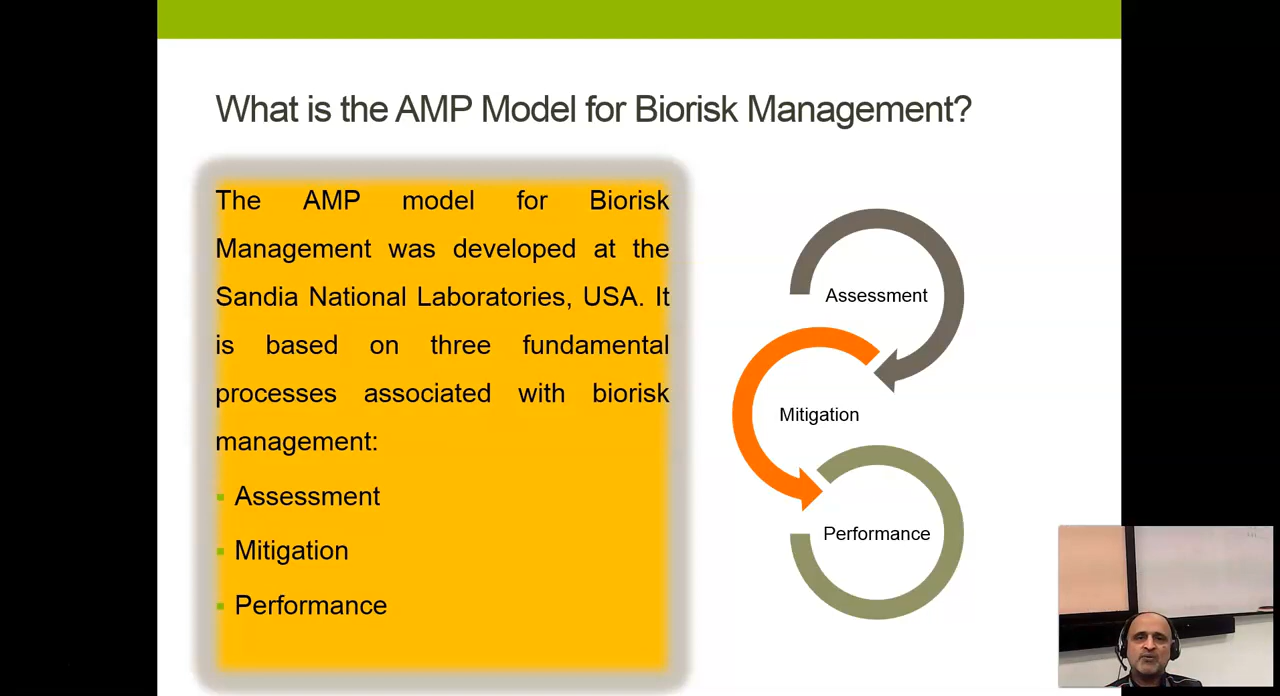 What is the AMP Model for Biorisk Management?
The AMP model for Biorisk
Management was developed at the
Sandia National Laboratories, USA. It
is based on three fundamental
processes associated with biorisk
management:
Assessment
Mitigation
Performance
Assessment
Mitigation
Performance